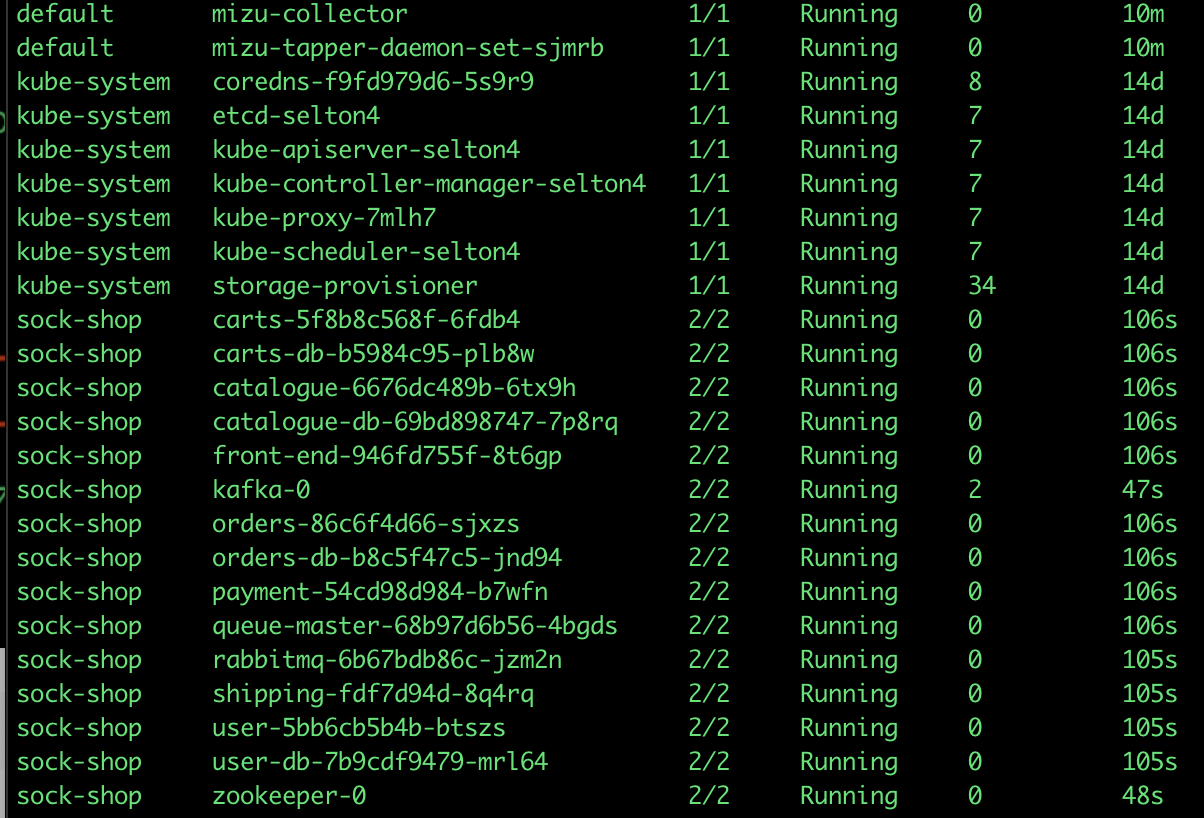 default mizu-collector 1/1 Running 0 10m
default mizu-tapper-daemon-set-sjmrb 1/1 Running 0 10m
kube-system coredns-f9fd979d6-5s9r9 1/1 Running 8 14d
kube-system etcd-selton4 1/1 Running 7 14d
kube-system kube-apiserver-selton4 1/1 Running 7 14d
kube-system kube-controller-manager-selton4 1/1 Running 7 14d
kube-system kube-proxy-7mlh7 1/1 Running 7 14d
kube-system kube-scheduler-selton4 1/1 Running 7 14d
kube-system storage-provisioner 1/1 Running 34 14d
sock-shop carts-5f8b8c568f-6fdb4 2/2 Running 0 106s
sock-shop carts-db-b5984c95-plb8w 2/2 Running 0 106s
sock-shop catalogue-6676dc489b-6tx9h 2/2 Running 0 106s
sock-shop catalogue-db-69bd898747-7p8rq 2/2 Running 0 106s
sock-shop front-end-946fd755f-8t6gp 2/2 Running 0 106s
sock-shop kafka-0 2/2 Running 2 47s
sock-shop orders-86c6f4d66-sjxzs 2/2 Running 0 106s
sock-shop orders-db-b8c5f47c5-jnd94 2/2 Running 0 106s
sock-shop payment-54cd98d984-b7wfn 2/2 Running 0 106s
sock-shop queue-master-68b97d6b56-4bgds 2/2 Running 0 106s
sock-shop rabbitmq-6b67bdb86c-jzm2n 2/2 Running 0 105s
sock-shop shipping-fdf7d94d-8q4rq 2/2 Running 0 105s
sock-shop user-5bb6cb5b4b-btszs 2/2 Running 0 105s
sock-shop user-db-7b9cdf9479-mrl64 2/2 Running 0 105s
sock-shop zookeeper-0 2/2 Running 0 48s